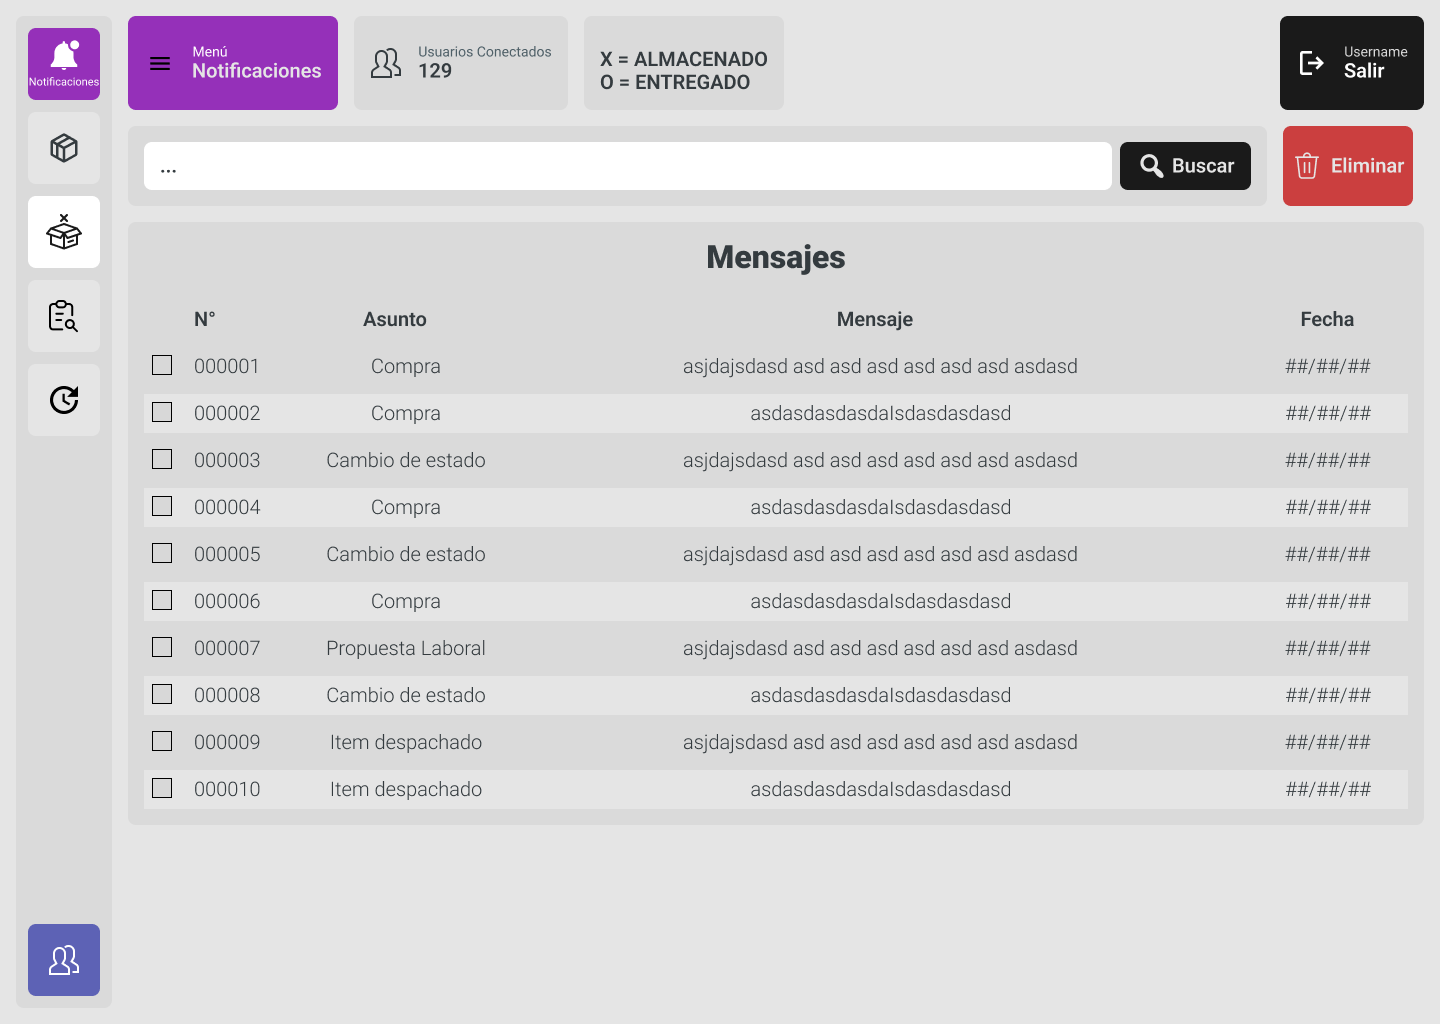 Notificaciones
Menú
Notificaciones
Usuarios Conectados
129
X = ALMACENADO
O = ENTREGADO
Username
Salir
...
Buscar
Eliminar
Mensajes
N° Asunto Mensaje Fecha
000001 Compra asjdajsdasd asd asd asd asd asd asd asdasd ##/##/##
000002 Compra asdasdasdasdalsdasdasdasd ##/##/##
000003 Cambio de estado asjdajsdasd asd asd asd asd asd asd asdasd ##/##/##
000004 Compra asdasdasdasdalsdasdasdasd ##/##/##
000005 Cambio de estado asjdajsdasd asd asd asd asd asd asd asdasd ##/##/##
000006 Compra asdasdasdasdalsdasdasdasd ##/##/##
000007 Propuesta Laboral asjdajsdasd asd asd asd asd asd asd asdasd ##/##/##
000008 Cambio de estado asdasdasdasdalsdasdasdasd ##/##/##
000009 Item despachado asjdajsdasd asd asd asd asd asd asd asdasd ##/##/##
000010 Item despachado asdasdasdasdalsdasdasdasd ##/##/##